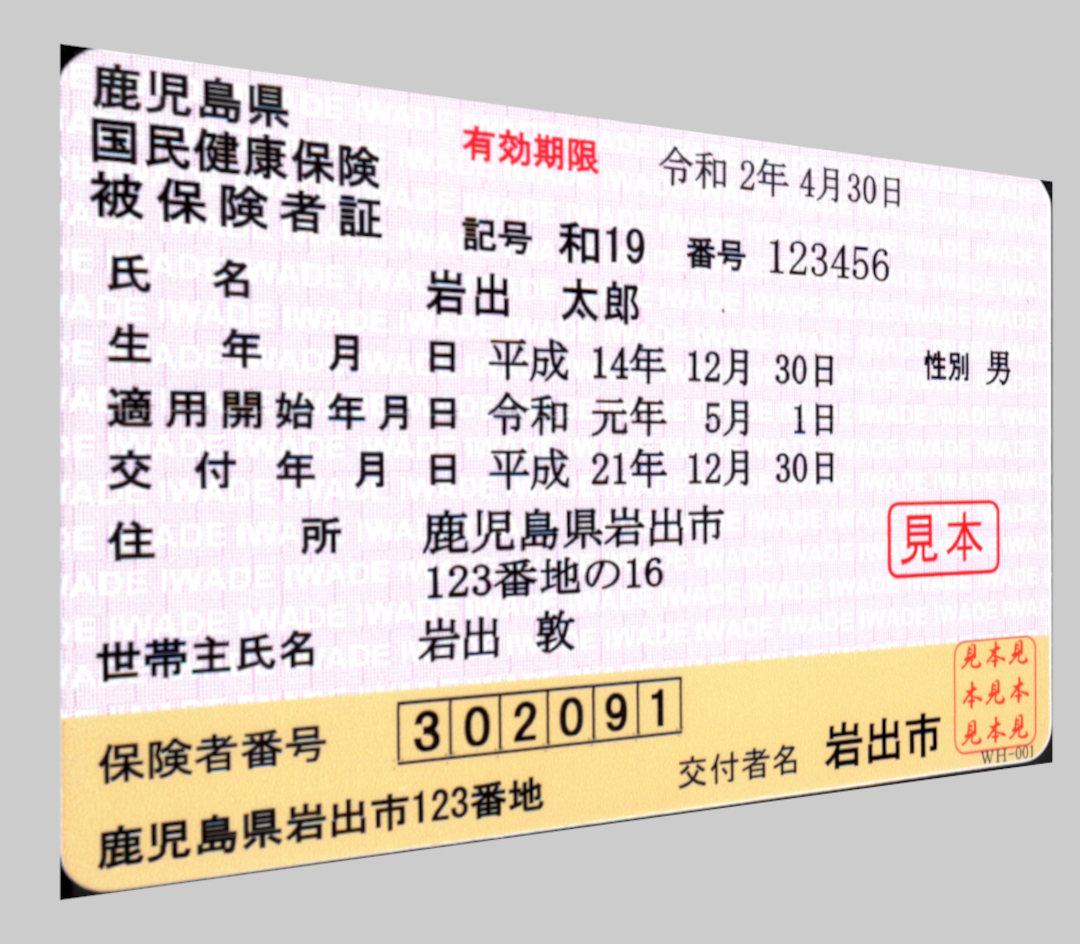 鹿児島県
国民健康保険
被保険者証
有効期限 令和 2年 4月30日
記号 和19 番号 123456
氏名 岩出 太郎
生年月日 平成 14年 12月 30日 性別 男
適用開始年月日 令和 元年 5月 1日
交付年月日 平成 21年 12月 30日
住所 鹿児島県岩出市
123番地の16
見本
世帯主氏名 岩出 敦
保険者番号 302091
鹿児島県岩出市123番地
交付者名 岩出市
見本見
本見本
見本見
WH-001
IWADE